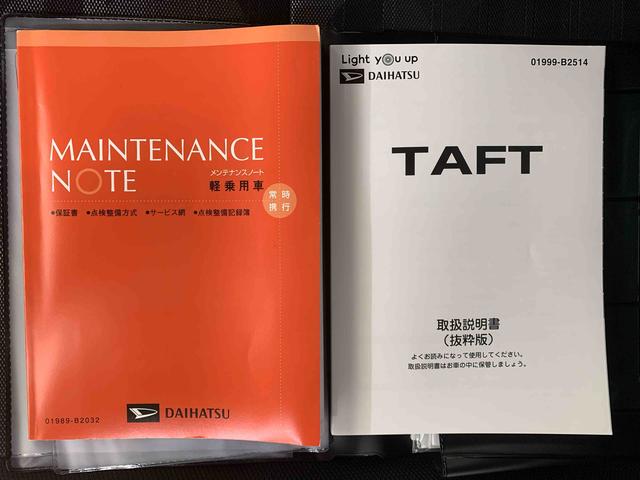 MAINTENANCE
NOTE
メンテナンスノート
軽乗用車
常時
携行
●保証書 ●点検整備方式 ●サービス網 ●点検整備記録簿
01989-B2032
DAIHATSU
Light you up
DAIHATSU
01999-B2514
TAFT
取扱説明書
(抜粋版)
よくお読みになって使用してください。
取扱説明書はお車の中に保管しましょう。